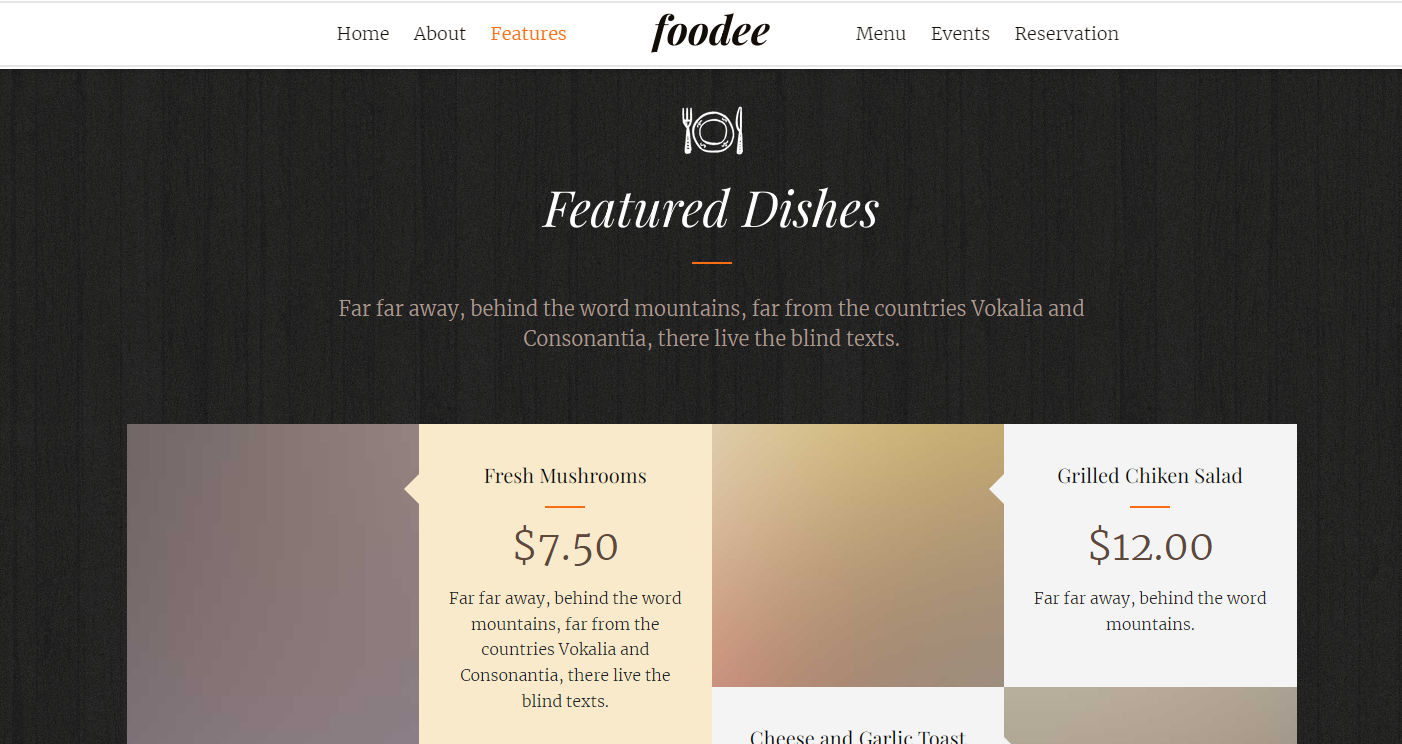 Home About Features foodee Menu Events Reservation
Featured Dishes
Far far away, behind the word mountains, far from the countries Vokalia and
Consonantia, there live the blind texts.
Fresh Mushrooms
$7.50
Far far away, behind the word
mountains, far from the
countries Vokalia and
Consonantia, there live the
blind texts.
Grilled Chiken Salad
$12.00
Far far away, behind the word
mountains.
Cheese and Garlic Toast